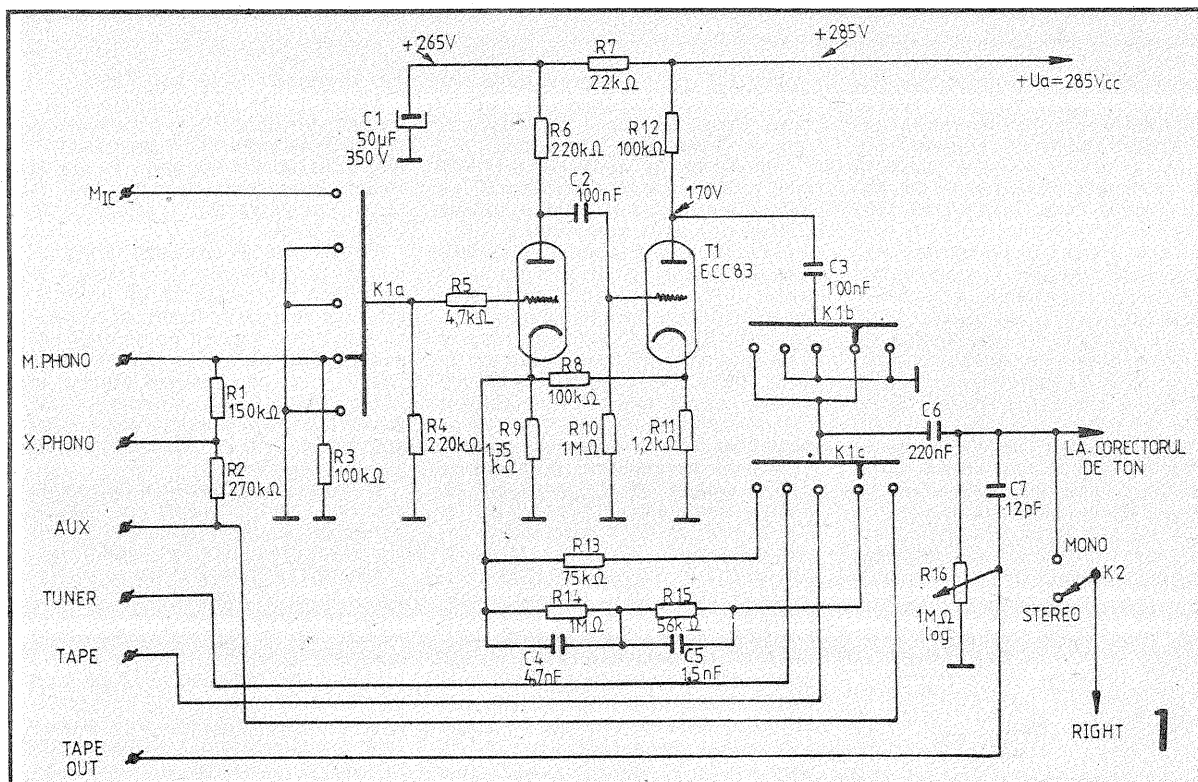 +265V
R7
22kΩ
+285V
+Ua=285Vcc
C1
50µF
350V
R6
220kΩ
R12
100kΩ
MIC
C2
100nF
170V
T1
ECC83
C3
100nF
K1a
R5
4,7kΩ
K1b
M.PHONO
R1
150kΩ
R8
100kΩ
X.PHONO
R2
270kΩ
R3
100kΩ
R4
220kΩ
R9
1,35
kΩ
R10
1MΩ
R11
1,2kΩ
C6
220nF
LA CORECTORUL
DE TON
K1c
C7
12pF
AUX
R13
75kΩ
MONO
K2
STEREO
TUNER
R14
1MΩ
R15
56kΩ
R16
1MΩ
log
TAPE
C4
4,7nF
C5
1,5nF
TAPE
OUT
RIGHT
1